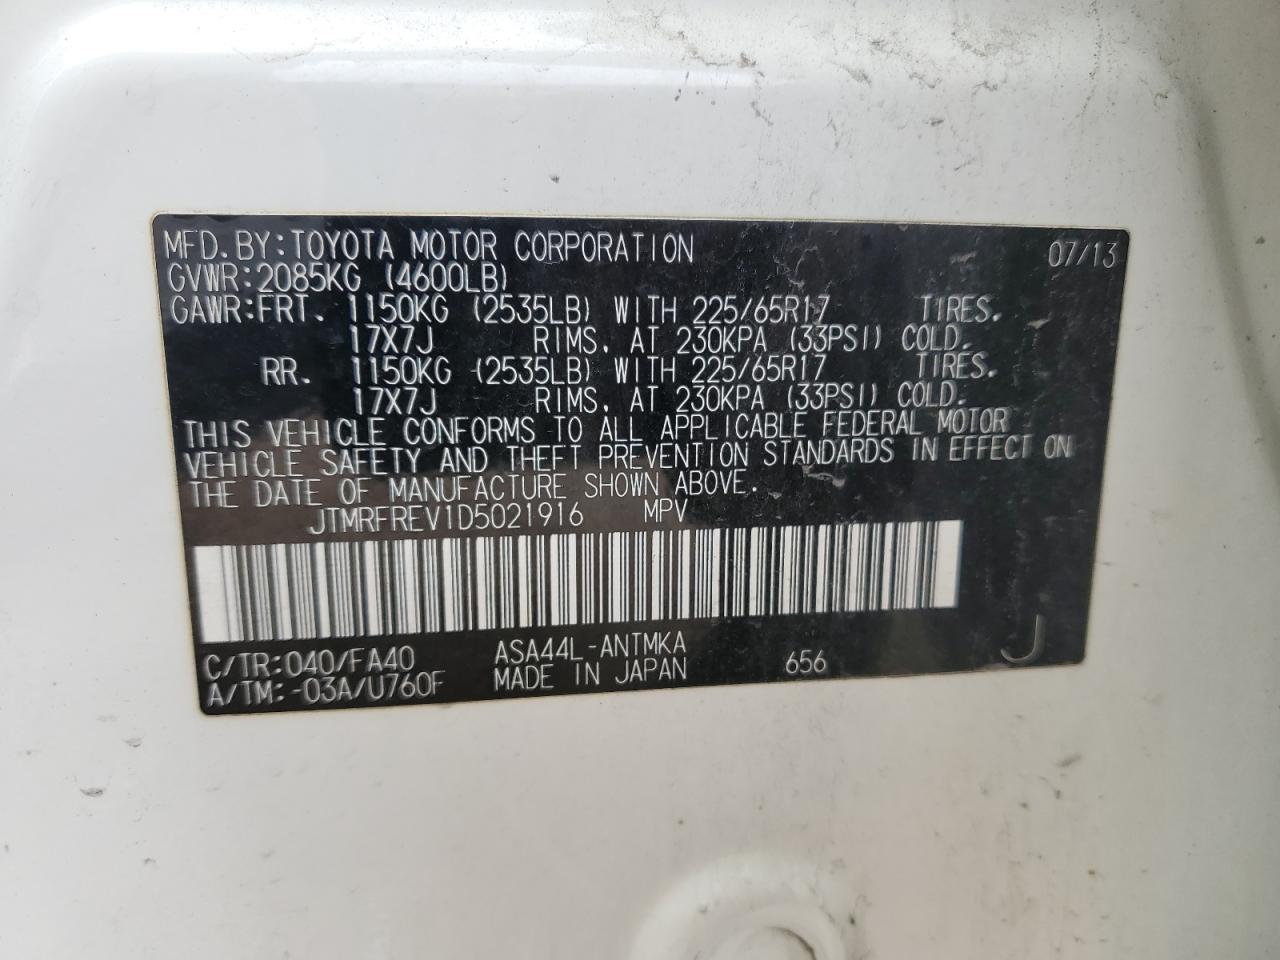 MFD. BY: TOYOTA MOTOR CORPORATION 07/13
GVWR: 2085KG (4600LB)
GAWR: FRT. 1150KG (2535LB) WITH 225/65R17 TIRES.
17X7J RIMS, AT 230KPA (33PSI) COLD.
RR. 1150KG (2535LB) WITH 225/65R17 TIRES.
17X7J RIMS, AT 230KPA (33PSI) COLD.
THIS VEHICLE CONFORMS TO ALL APPLICABLE FEDERAL MOTOR
VEHICLE SAFETY AND THEFT PREVENTION STANDARDS IN EFFECT ON
THE DATE OF MANUFACTURE SHOWN ABOVE.
JTMRFREV1D5021916 MPV
C/TR: 040/FA40 ASA44L-ANTMKA
A/TM: -03A/U760F MADE IN JAPAN 656 J